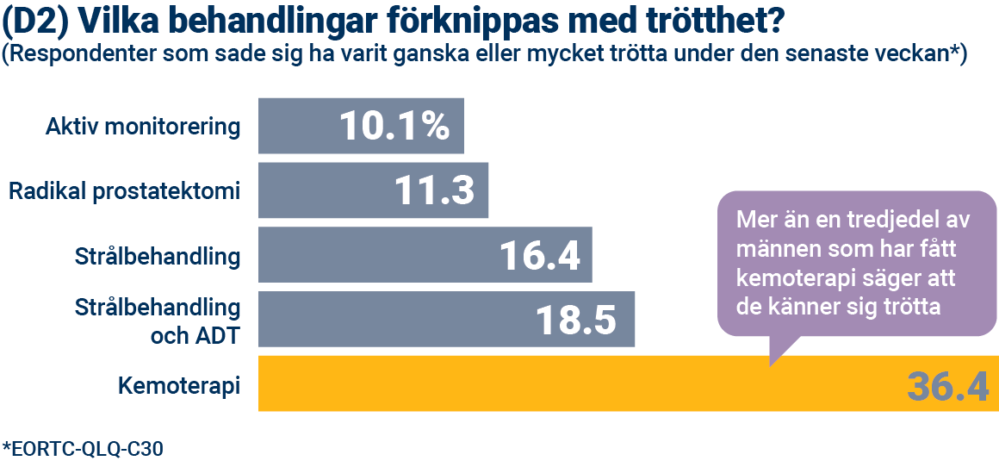 (D2) Vilka behandlingar förknippas med trötthet?
(Respondenter som sade sig ha varit ganska eller mycket trötta under den senaste veckan*)
Aktiv monitorering
10.1%
Radikal prostatektomi
11.3
Strålbehandling
16.4
Strålbehandling
och ADT
18.5
Mer än en tredjedel av
männen som har fått
kemoterapi säger att
de känner sig trötta
Kemoterapi
36.4
*EORTC-QLQ-C30